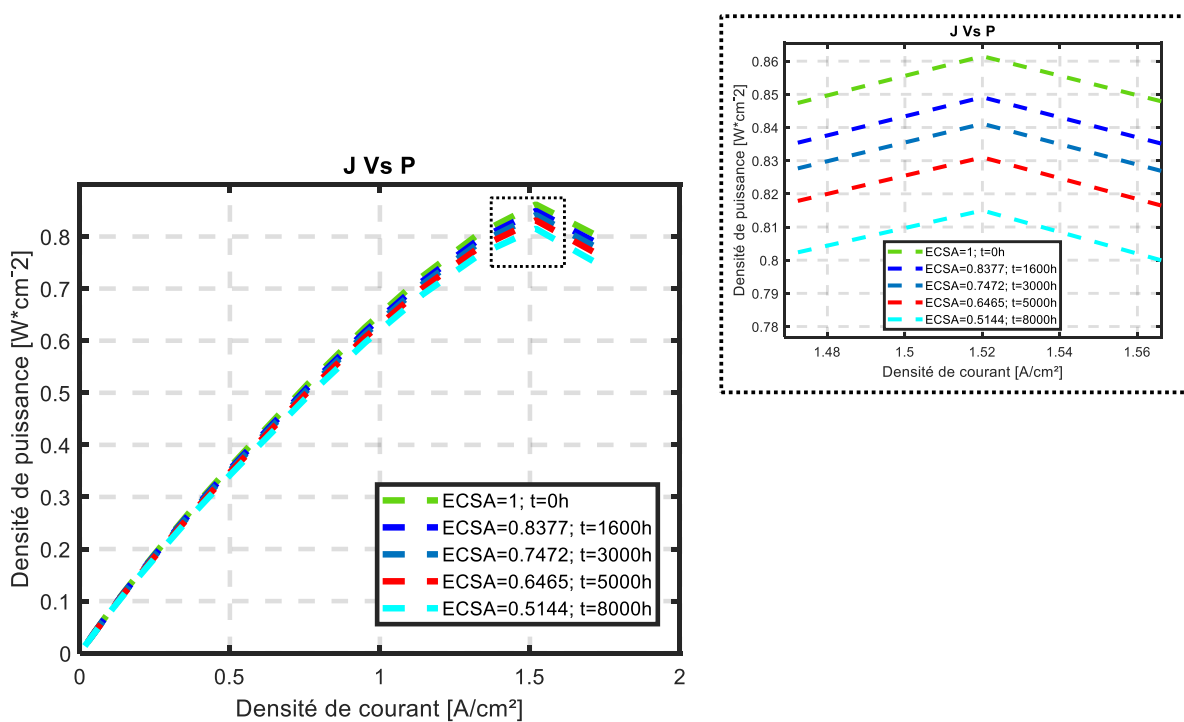 J Vs P
Densité de puissance [W*cm¯2]
0.8
0.7
0.6
0.5
0.4
0.3
0.2
0.1
0
0
0.5
1
1.5
2
Densité de courant [A/cm²]
ECSA=1; t=0h
ECSA=0.8377; t=1600h
ECSA=0.7472; t=3000h
ECSA=0.6465; t=5000h
ECSA=0.5144; t=8000h
J Vs P
Densité de puissance [W*cm¯2]
0.86
0.85
0.84
0.83
0.82
0.81
0.8
0.79
0.78
1.48
1.5
1.52
1.54
1.56
Densité de courant [A/cm²]
ECSA=1; t=0h
ECSA=0.8377; t=1600h
ECSA=0.7472; t=3000h
ECSA=0.6465; t=5000h
ECSA=0.5144; t=8000h